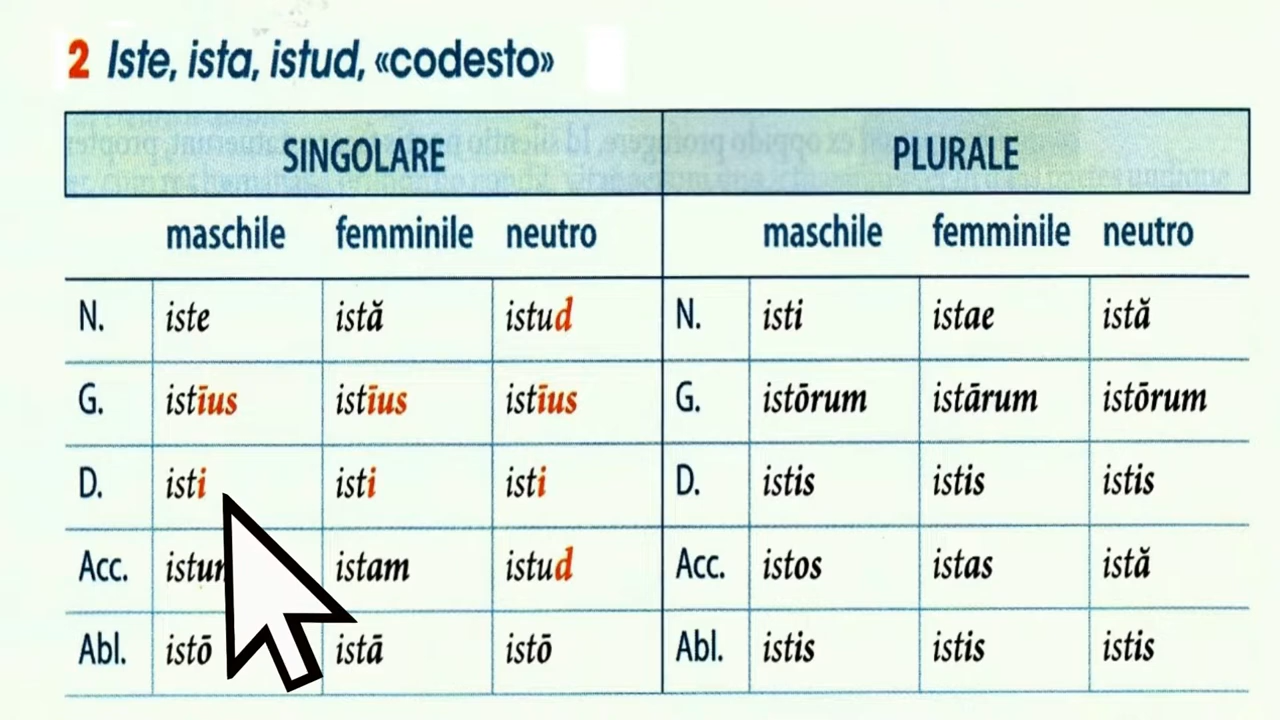 2 Iste, ista, istud, «codesto»
SINGOLARE PLURALE
maschile femminile neutro maschile femminile neutro
N. iste istă istud N. isti istae istă
G. istīus istīus istīus G. istōrum istārum istōrum
D. isti isti isti D. istis istis istis
Acc. istam istud Acc. istos istas istă
Abl. istō istā istō Abl. istis istis istis